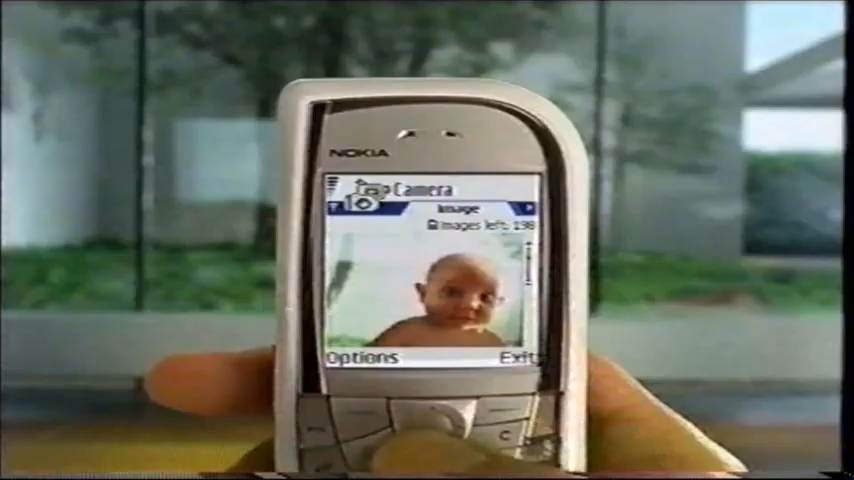 NOKIA
Camera
Image
Images left: 198
Options Exit
C